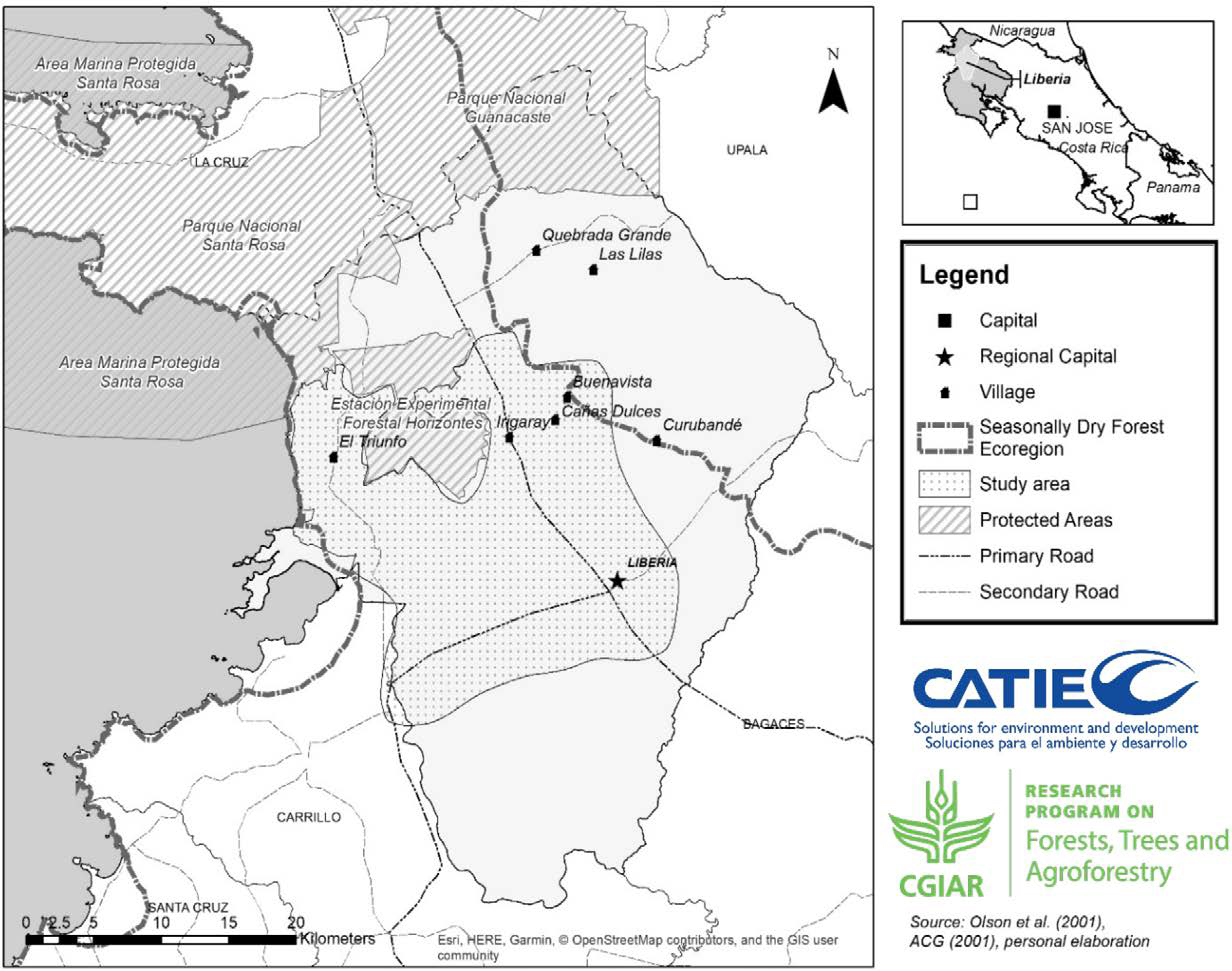 Area Marina Protegida
Santa Rosa
Parque Nacional
Guanacaste
N
UPALA
LA CRUZ
Parque Nacional
Santa Rosa
Quebrada Grande
Las Lilas
Area Marina Protegida
Santa Rosa
Buenavista
Estación Experimental
Forestal Horizontes
Cañas Dulces
Irigaray
Curubandé
El Triunfo
LIBERIA
BAGACES
CARRILLO
SANTA CRUZ
0 2.5 5 10 15 20
Kilometers
Esri, HERE, Garmin, © OpenStreetMap contributors, and the GIS user
community
Nicaragua
Liberia
SAN JOSE
Costa Rica
Panama
Legend
Capital
Regional Capital
Village
Seasonally Dry Forest
Ecoregion
Study area
Protected Areas
Primary Road
Secondary Road
CATIE
Solutions for environment and development
Soluciones para el ambiente y desarrollo
CGIAR
RESEARCH
PROGRAM ON
Forests, Trees and
Agroforestry
Source: Olson et al. (2001),
ACG (2001), personal elaboration